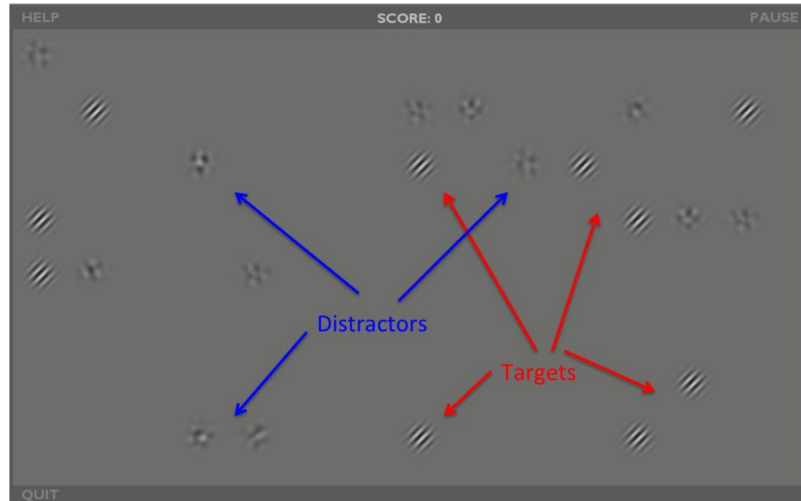 HELP
SCORE: 0
PAUSE
Distractors
Targets
QUIT